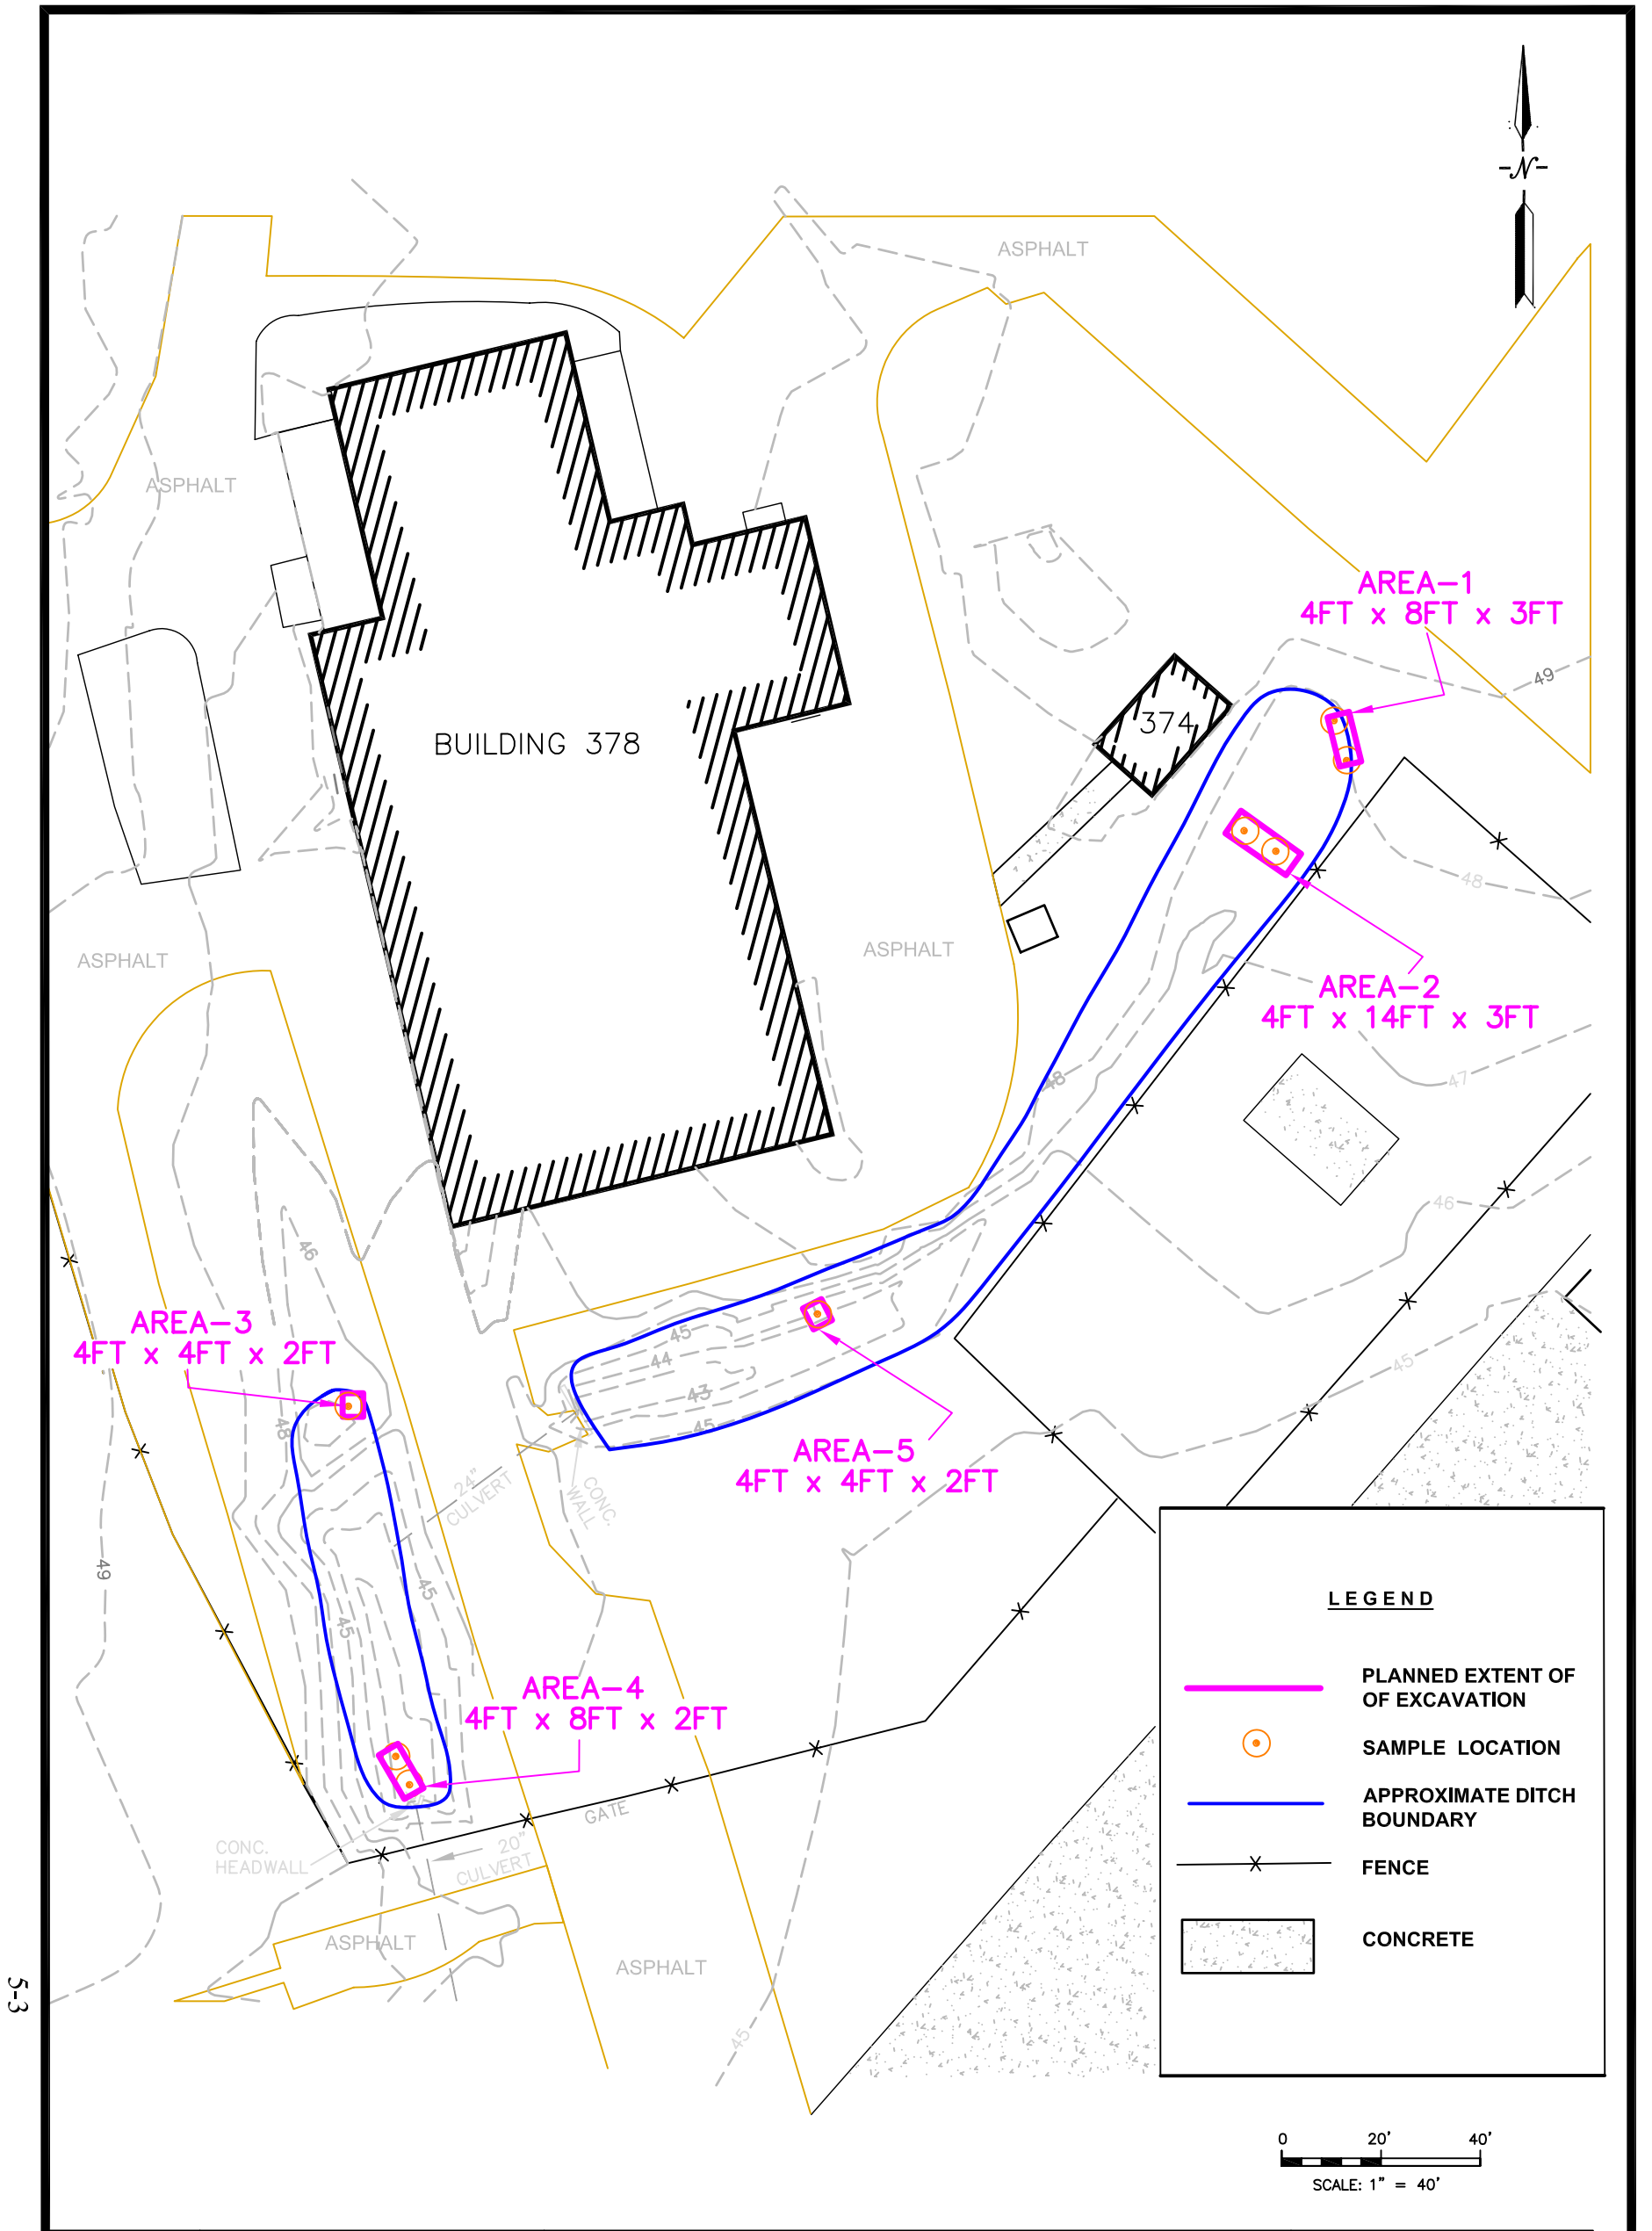 -N-
ASPHALT
ASPHALT
AREA-1
4FT x 8FT x 3FT
49
374
BUILDING 378
48
ASPHALT
ASPHALT
AREA-2
4FT x 14FT x 3FT
48
47
46
46
AREA-3
4FT x 4FT x 2FT
45
44
43
45
45
48
AREA-5
4FT x 4FT x 2FT
24"
CULVERT
CONC.
WALL
49
45
45
LEGEND
PLANNED EXTENT OF
OF EXCAVATION
SAMPLE LOCATION
APPROXIMATE DITCH
BOUNDARY
FENCE
CONCRETE
AREA-4
4FT x 8FT x 2FT
GATE
CONC.
HEADWALL
20"
CULVERT
ASPHALT
ASPHALT
45
5-3
0 20' 40'
SCALE: 1" = 40'